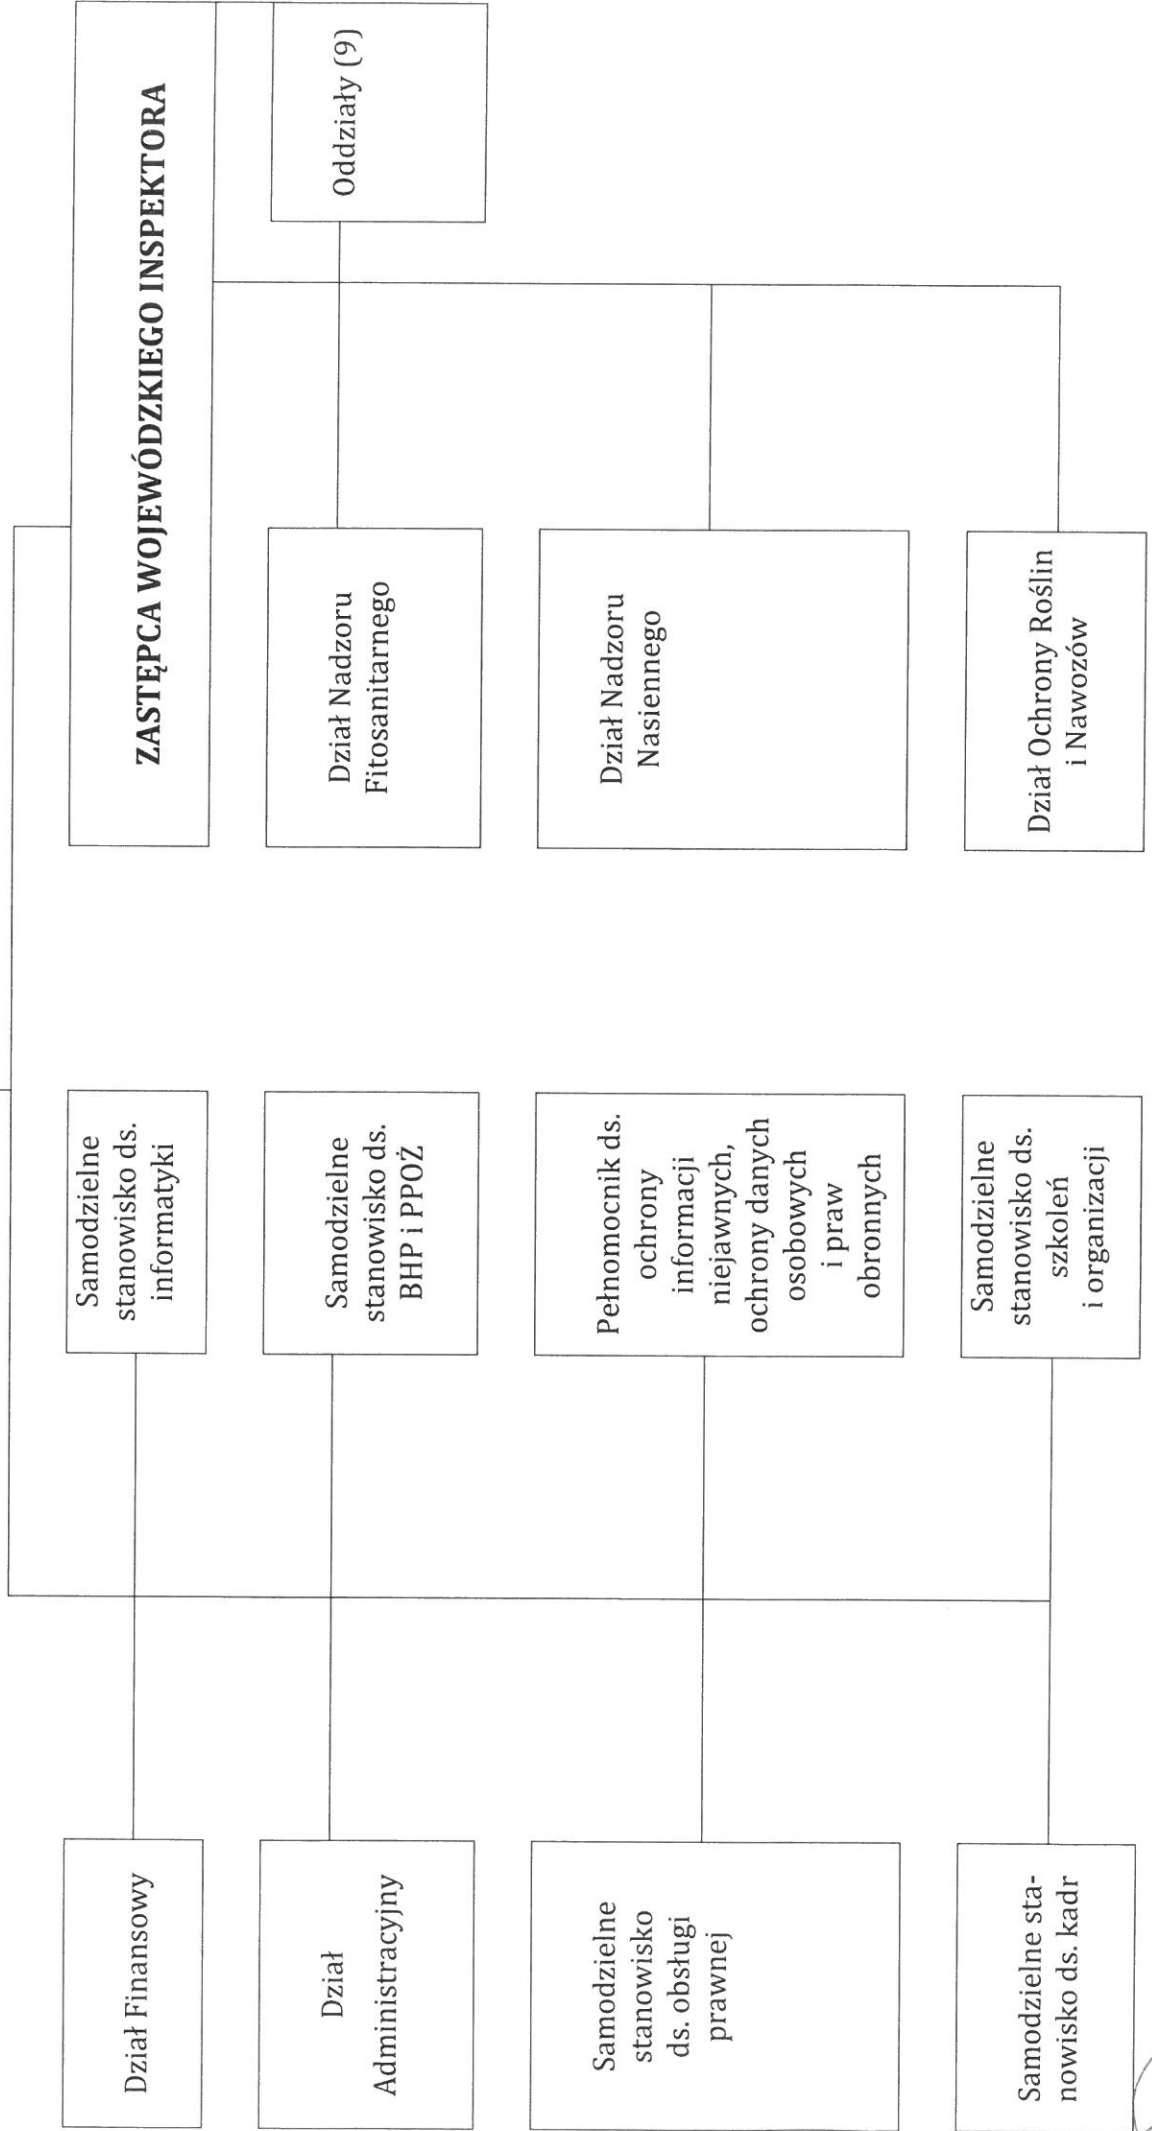 ZASTĘPCA WOJEWÓDZKIEGO INSPEKTORA
Dział Finansowy
Samodzielne
stanowisko ds.
informatyki
Dział
Administracyjny
Samodzielne
stanowisko ds.
BHP i PPOŻ
Dział Nadzoru
Fitosanitarnego
Oddziały (9)
Samodzielne
stanowisko
ds. obsługi
prawnej
Pełnomocnik ds.
ochrony
informacji
niejawnych,
ochrony danych
osobowych
i praw
obronnych
Dział Nadzoru
Nasiennego
Samodzielne sta-
nowisko ds. kadr
Samodzielne
stanowisko ds.
szkoleń
i organizacji
Dział Ochrony Roślin
i Nawozów